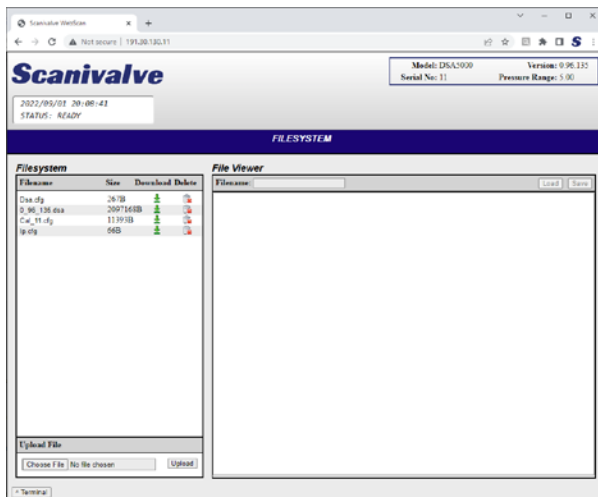 Scanivalve WebScan
Not secure | 191.30.130.11
Scanivalve
Model: DSA5000 Version: 0.96.135
Serial No: 11 Pressure Range: 5.00
2022/09/01 20:08:41
STATUS: READY
FILESYSTEM
Filesystem
Filename Size Download Delete
Dsa.cfg 267B
0_96_135.dsa 2097168B
Cal_11.cfg 11393B
Ip.cfg 66B
Upload File
Choose File No file chosen Upload
File Viewer
Filename: Load Save
^ Terminal